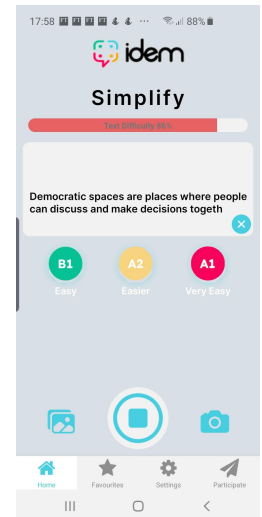 17:58 88%
idem
Simplify
Text Difficulty 86%
Democratic spaces are places where people
can discuss and make decisions togeth
B1 A2 A1
Easy Easier Very Easy
Home Favourites Settings Participate